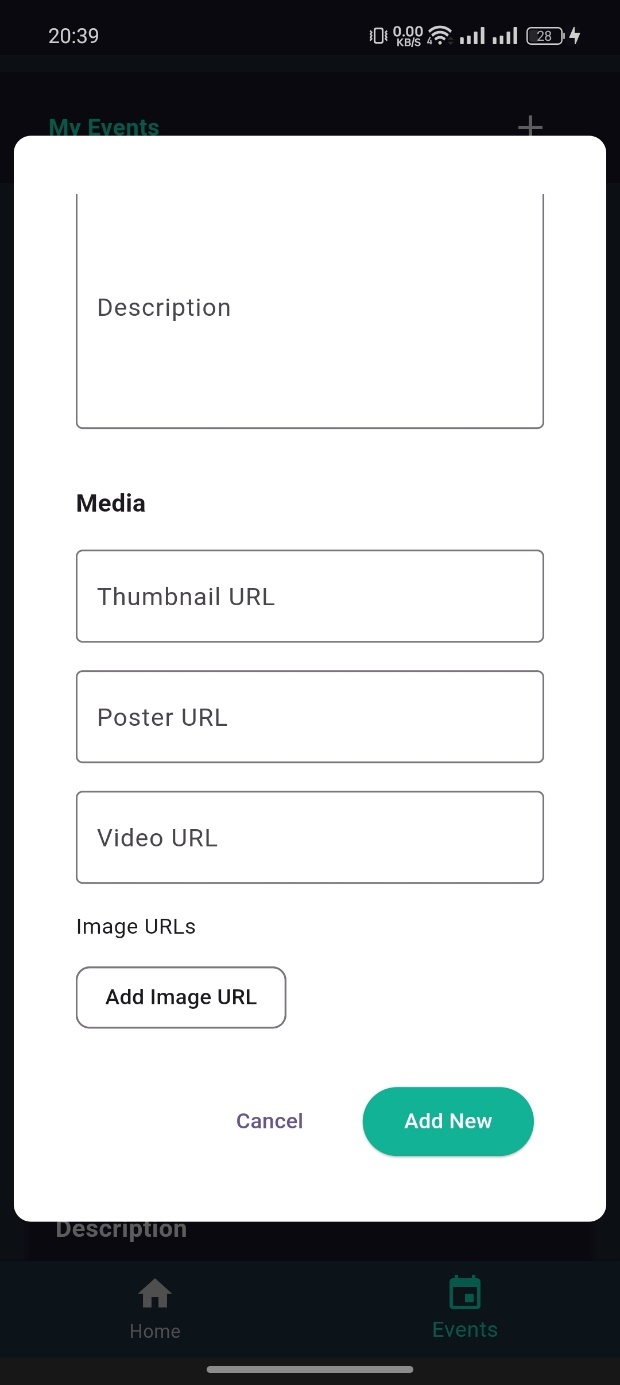 20:39
0.00
KB/S
4
28
My Events
Description
Media
Thumbnail URL
Poster URL
Video URL
Image URLs
Add Image URL
Cancel
Add New
Description
Home
Events